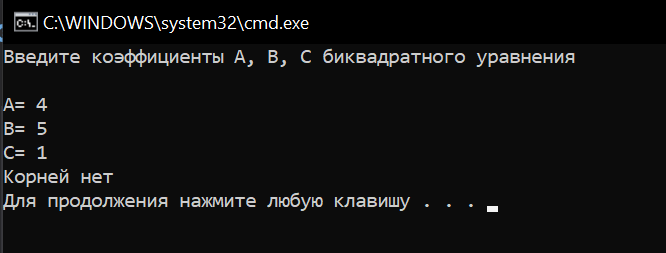 C:\WINDOWS\system32\cmd.exe
Введите коэффициенты A, B, C биквадратного уравнения
A= 4
B= 5
C= 1
Корней нет
Для продолжения нажмите любую клавишу . . .